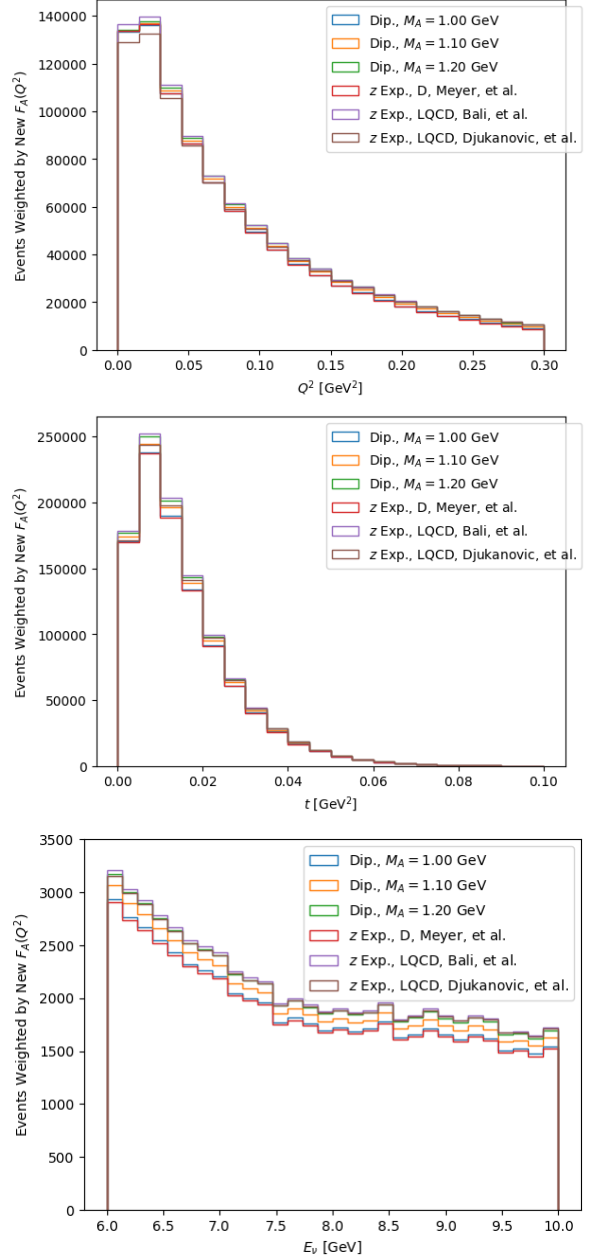 140000
120000
100000
80000
60000
40000
20000
0
Events Weighted by New F_A(Q²)
Dip., M_A = 1.00 GeV
Dip., M_A = 1.10 GeV
Dip., M_A = 1.20 GeV
z Exp., D, Meyer, et al.
z Exp., LQCD, Bali, et al.
z Exp., LQCD, Djukanovic, et al.
0.00 0.05 0.10 0.15 0.20 0.25 0.30
Q² [GeV²]
250000
200000
150000
100000
50000
0
Events Weighted by New F_A(Q²)
Dip., M_A = 1.00 GeV
Dip., M_A = 1.10 GeV
Dip., M_A = 1.20 GeV
z Exp., D, Meyer, et al.
z Exp., LQCD, Bali, et al.
z Exp., LQCD, Djukanovic, et al.
0.00 0.02 0.04 0.06 0.08 0.10
t [GeV²]
3500
3000
2500
2000
1500
1000
500
0
Events Weighted by New F_A(Q²)
Dip., M_A = 1.00 GeV
Dip., M_A = 1.10 GeV
Dip., M_A = 1.20 GeV
z Exp., D, Meyer, et al.
z Exp., LQCD, Bali, et al.
z Exp., LQCD, Djukanovic, et al.
6.0 6.5 7.0 7.5 8.0 8.5 9.0 9.5 10.0
E_ν [GeV]